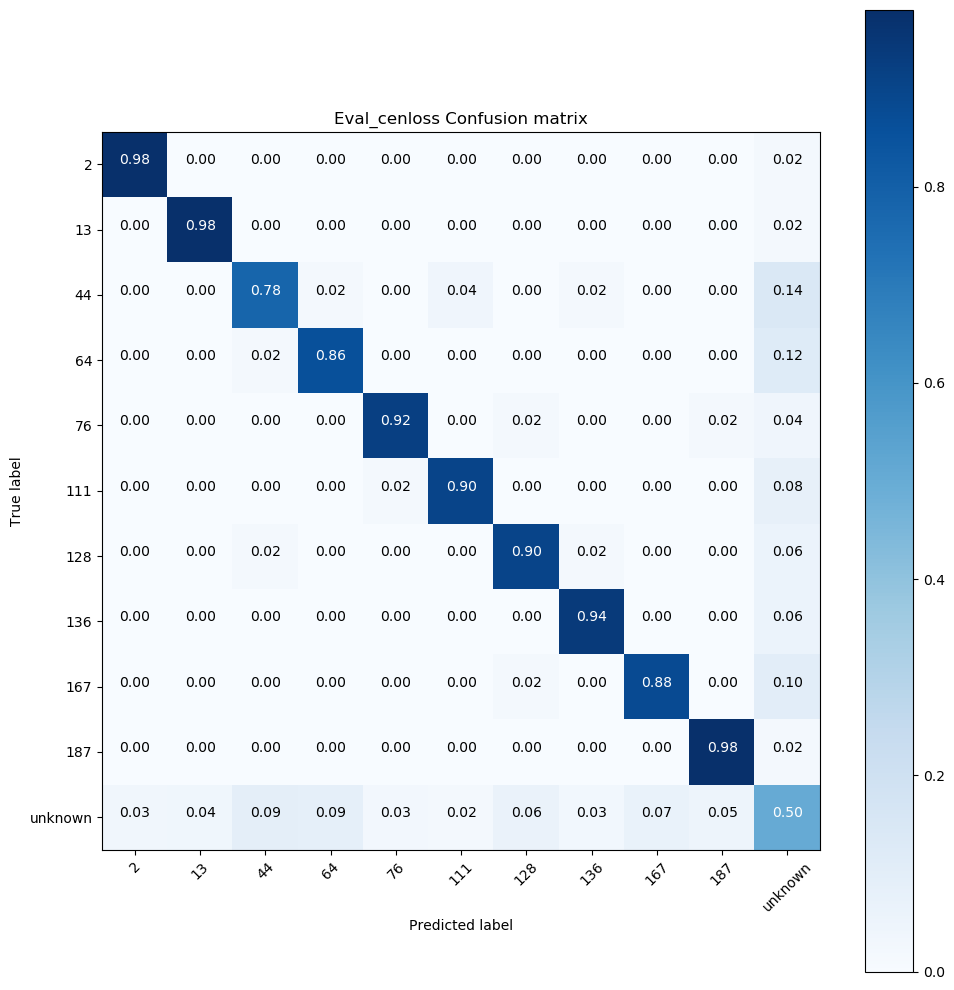 Eval_cenloss Confusion matrix
True label
2 0.98 0.00 0.00 0.00 0.00 0.00 0.00 0.00 0.00 0.00 0.02
13 0.00 0.98 0.00 0.00 0.00 0.00 0.00 0.00 0.00 0.00 0.02
44 0.00 0.00 0.78 0.02 0.00 0.04 0.00 0.02 0.00 0.00 0.14
64 0.00 0.00 0.02 0.86 0.00 0.00 0.00 0.00 0.00 0.00 0.12
76 0.00 0.00 0.00 0.00 0.92 0.00 0.02 0.00 0.00 0.02 0.04
111 0.00 0.00 0.00 0.00 0.02 0.90 0.00 0.00 0.00 0.00 0.08
128 0.00 0.00 0.02 0.00 0.00 0.00 0.90 0.02 0.00 0.00 0.06
136 0.00 0.00 0.00 0.00 0.00 0.00 0.00 0.94 0.00 0.00 0.06
167 0.00 0.00 0.00 0.00 0.00 0.00 0.02 0.00 0.88 0.00 0.10
187 0.00 0.00 0.00 0.00 0.00 0.00 0.00 0.00 0.00 0.98 0.02
unknown 0.03 0.04 0.09 0.09 0.03 0.02 0.06 0.03 0.07 0.05 0.50
2 13 44 64 76 111 128 136 167 187 unknown
Predicted label
0.8
0.6
0.4
0.2
0.0